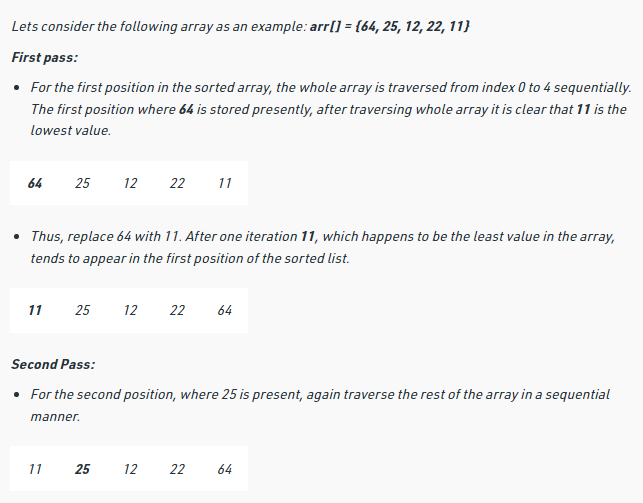 Lets consider the following array as an example: arr[] = {64, 25, 12, 22, 11}
First pass:
• For the first position in the sorted array, the whole array is traversed from index 0 to 4 sequentially.
The first position where 64 is stored presently, after traversing whole array it is clear that 11 is the
lowest value.
64 25 12 22 11
• Thus, replace 64 with 11. After one iteration 11, which happens to be the least value in the array,
tends to appear in the first position of the sorted list.
11 25 12 22 64
Second Pass:
• For the second position, where 25 is present, again traverse the rest of the array in a sequential
manner.
11 25 12 22 64